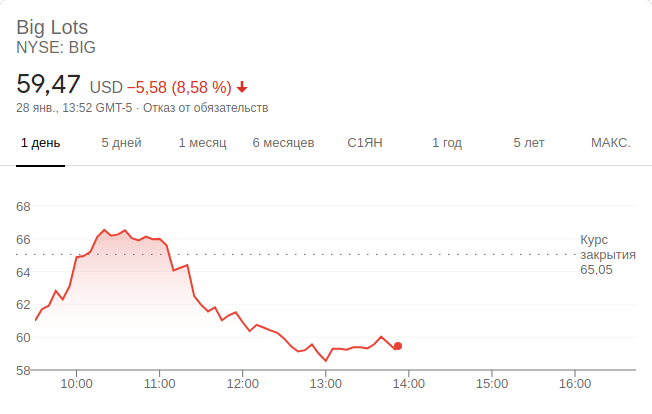 Big Lots
NYSE: BIG
59,47 USD −5,58 (8,58 %)
28 янв., 13:52 GMT-5 · Отказ от обязательств
1 день 5 дней 1 месяц 6 месяцев С1ЯН 1 год 5 лет МАКС.
68
66
64
62
60
58
Курс
закрытия
65,05
10:00 11:00 12:00 13:00 14:00 15:00 16:00